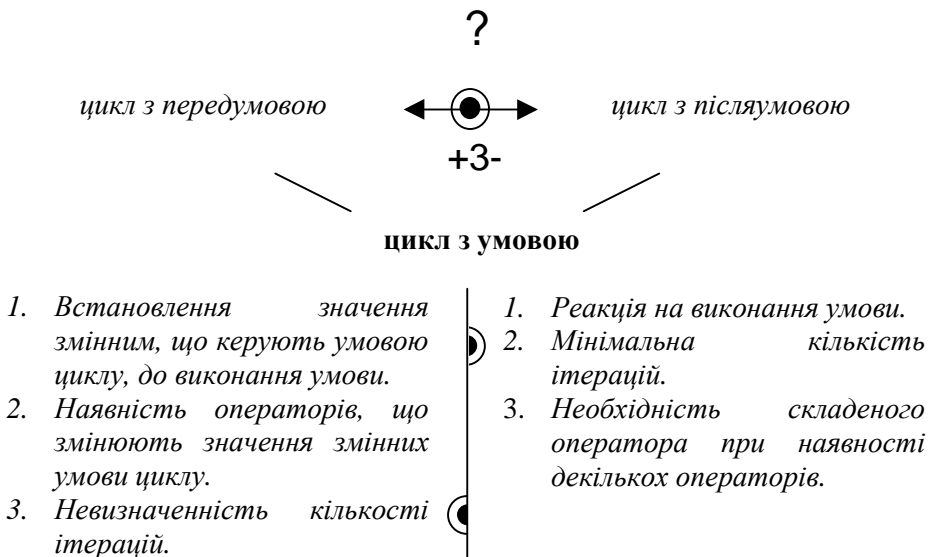 ?
цикл з передумовою
цикл з післяумовою
+3-
цикл з умовою
1. Встановлення значення
змінним, що керують умовою
циклу, до виконання умови.
2. Наявність операторів, що
змінюють значення змінних
умови циклу.
3. Невизначенність кількості
ітерацій.
1. Реакція на виконання умови.
2. Мінімальна кількість
ітерацій.
3. Необхідність складеного
оператора при наявності
декількох операторів.